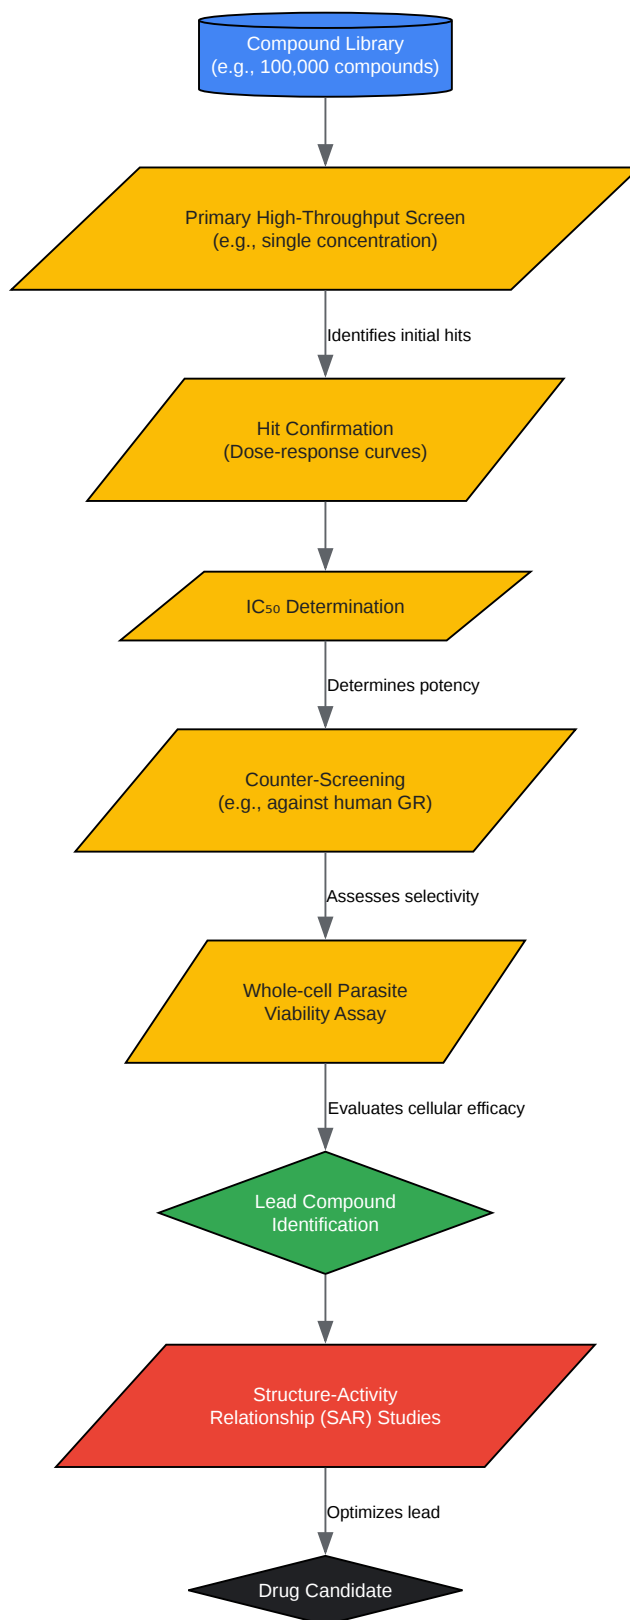 Compound Library
(e.g., 100,000 compounds)
Primary High-Throughput Screen
(e.g., single concentration)
Identifies initial hits
Hit Confirmation
(Dose-response curves)
IC₅₀ Determination
Determines potency
Counter-Screening
(e.g., against human GR)
Assesses selectivity
Whole-cell Parasite
Viability Assay
Evaluates cellular efficacy
Lead Compound
Identification
Structure-Activity
Relationship (SAR) Studies
Optimizes lead
Drug Candidate